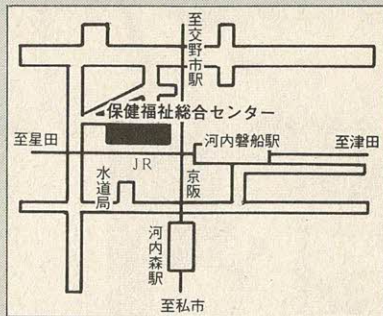 至交野市駅
保健福祉総合センター
至星田
河内磐船駅
至津田
JR
水道局
京阪
河内森駅
至私市